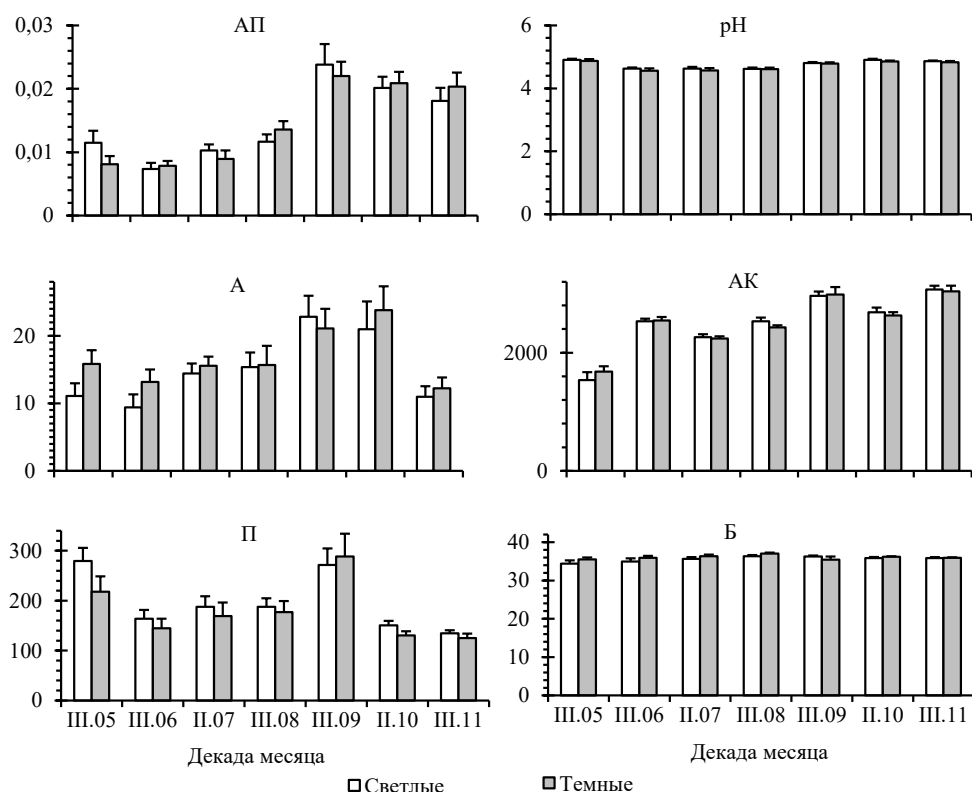 АП
0,03
0,02
0,01
0
pH
6
4
2
0
А
20
10
0
АК
2000
0
П
300
200
100
0
III.05 III.06 II.07 III.08 III.09 II.10 III.11
Декада месяца
Б
40
30
20
10
0
III.05 III.06 II.07 III.08 III.09 II.10 III.11
Декада месяца
Светлые Темные